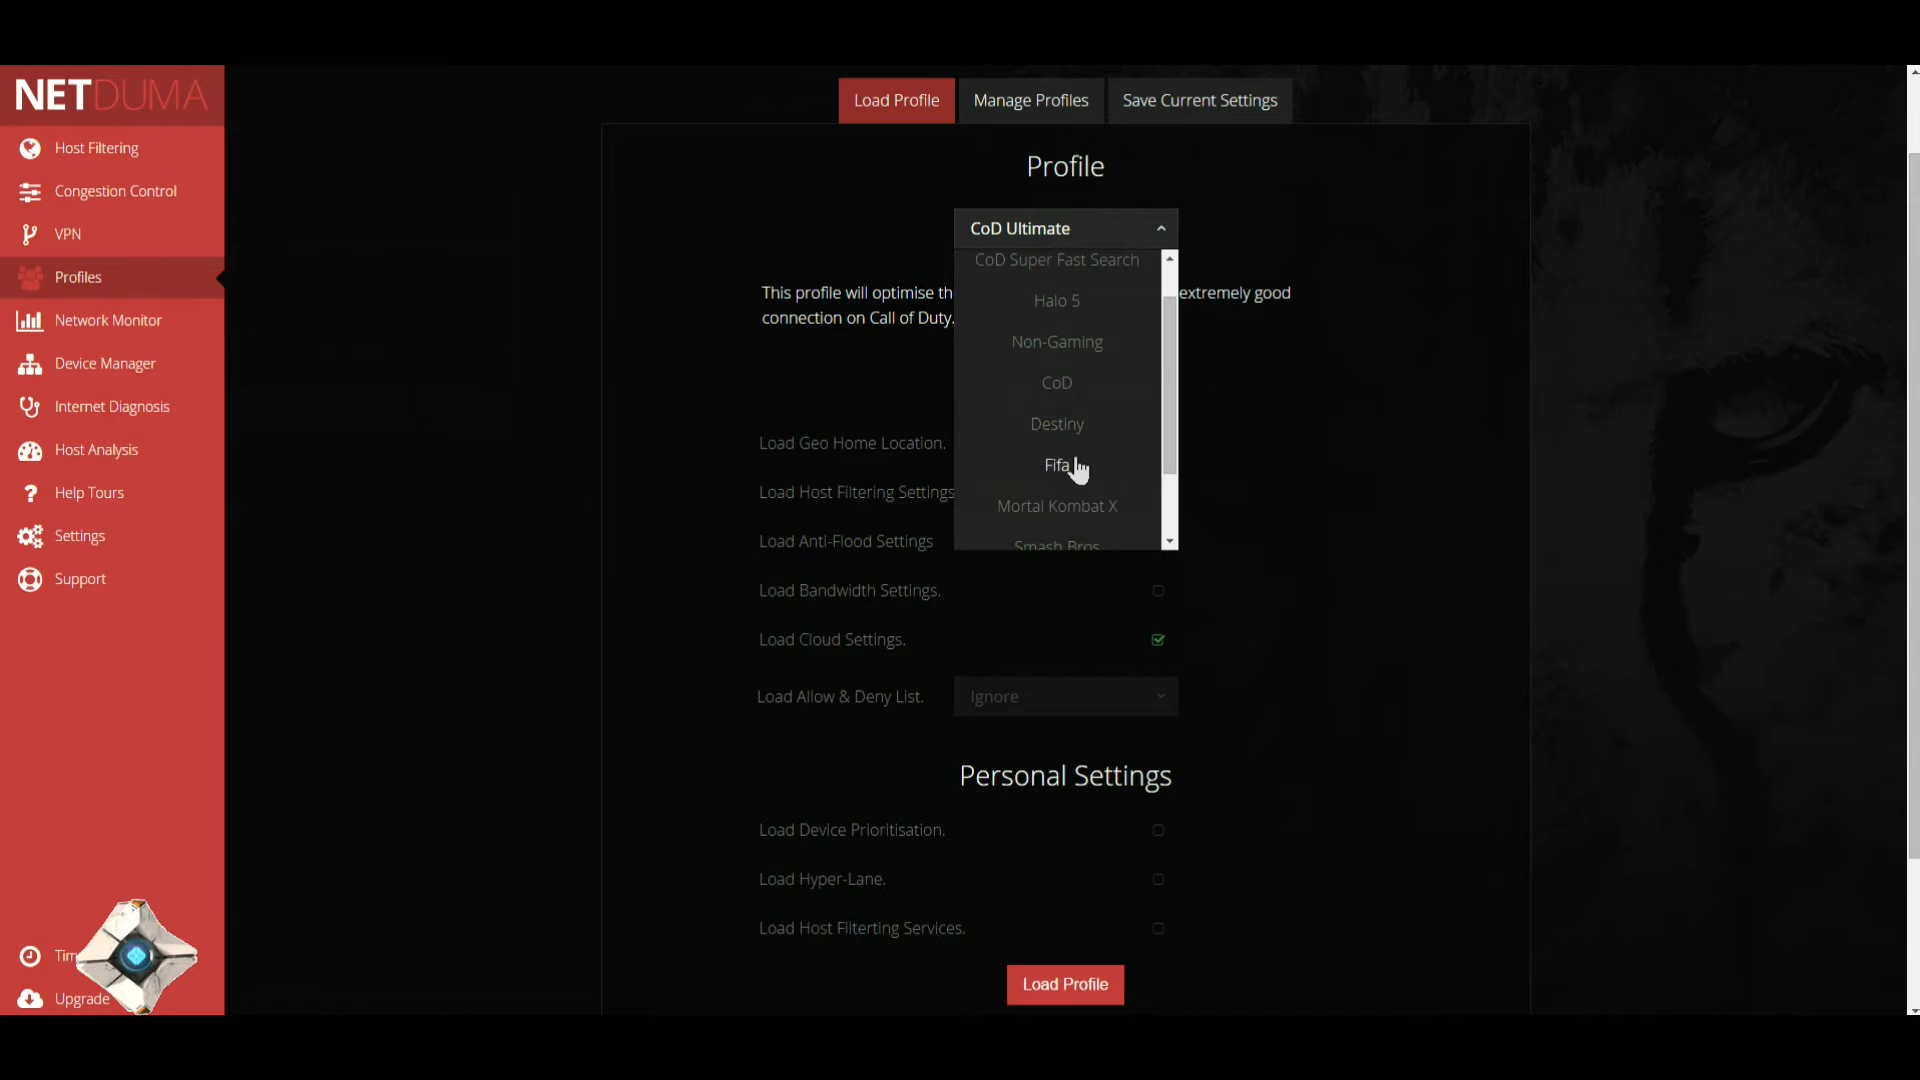 NETDUMA
Host Filtering
Congestion Control
VPN
Profiles
Network Monitor
Device Manager
Internet Diagnosis
Host Analysis
? Help Tours
Settings
Support
Tim
Upgrade
Load Profile Manage Profiles Save Current Settings
Profile
CoD Ultimate
CoD Super Fast Search
Halo 5
Non-Gaming
CoD
Destiny
Fifa
Mortal Kombat X
Smash Bros
This profile will optimise th extremely good
connection on Call of Duty.
Load Geo Home Location.
Load Host Filtering Settings
Load Anti-Flood Settings
Load Bandwidth Settings.
Load Cloud Settings.
Load Allow & Deny List. Ignore
Personal Settings
Load Device Prioritisation.
Load Hyper-Lane.
Load Host Filterting Services.
Load Profile